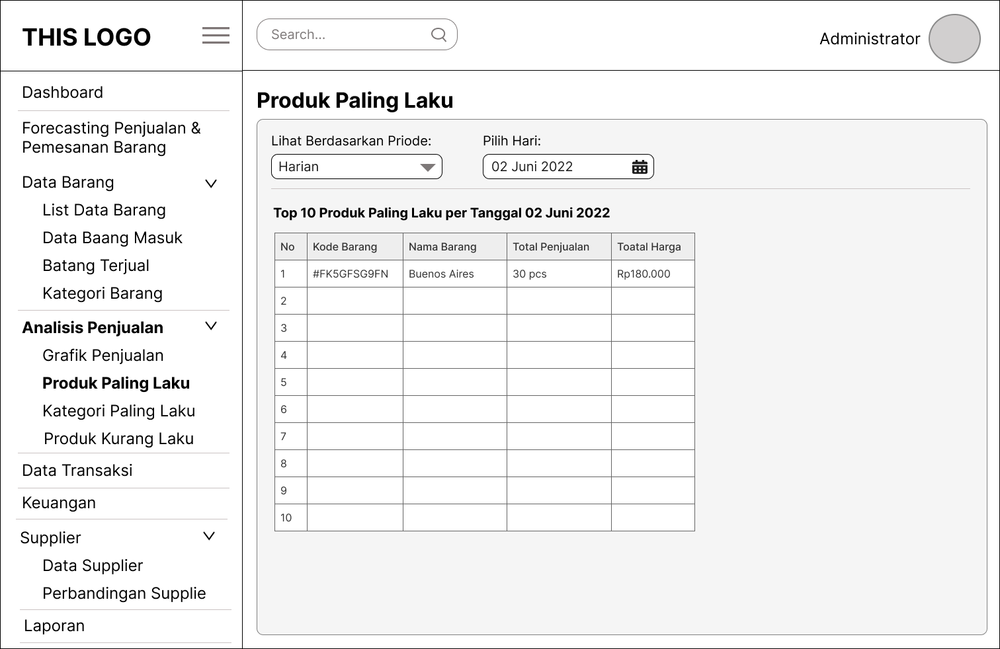 THIS LOGO
Search...
Administrator
Dashboard
Forecasting Penjualan &
Pemesanan Barang
Data Barang
List Data Barang
Data Baang Masuk
Batang Terjual
Kategori Barang
Analisis Penjualan
Grafik Penjualan
Produk Paling Laku
Kategori Paling Laku
Produk Kurang Laku
Data Transaksi
Keuangan
Supplier
Data Supplier
Perbandingan Supplie
Laporan
Produk Paling Laku
Lihat Berdasarkan Priode: Pilih Hari:
Harian 02 Juni 2022
Top 10 Produk Paling Laku per Tanggal 02 Juni 2022
No Kode Barang Nama Barang Total Penjualan Toatal Harga
1 #FK5GFSG9FN Buenos Aires 30 pcs Rp180.000
2
3
4
5
6
7
8
9
10